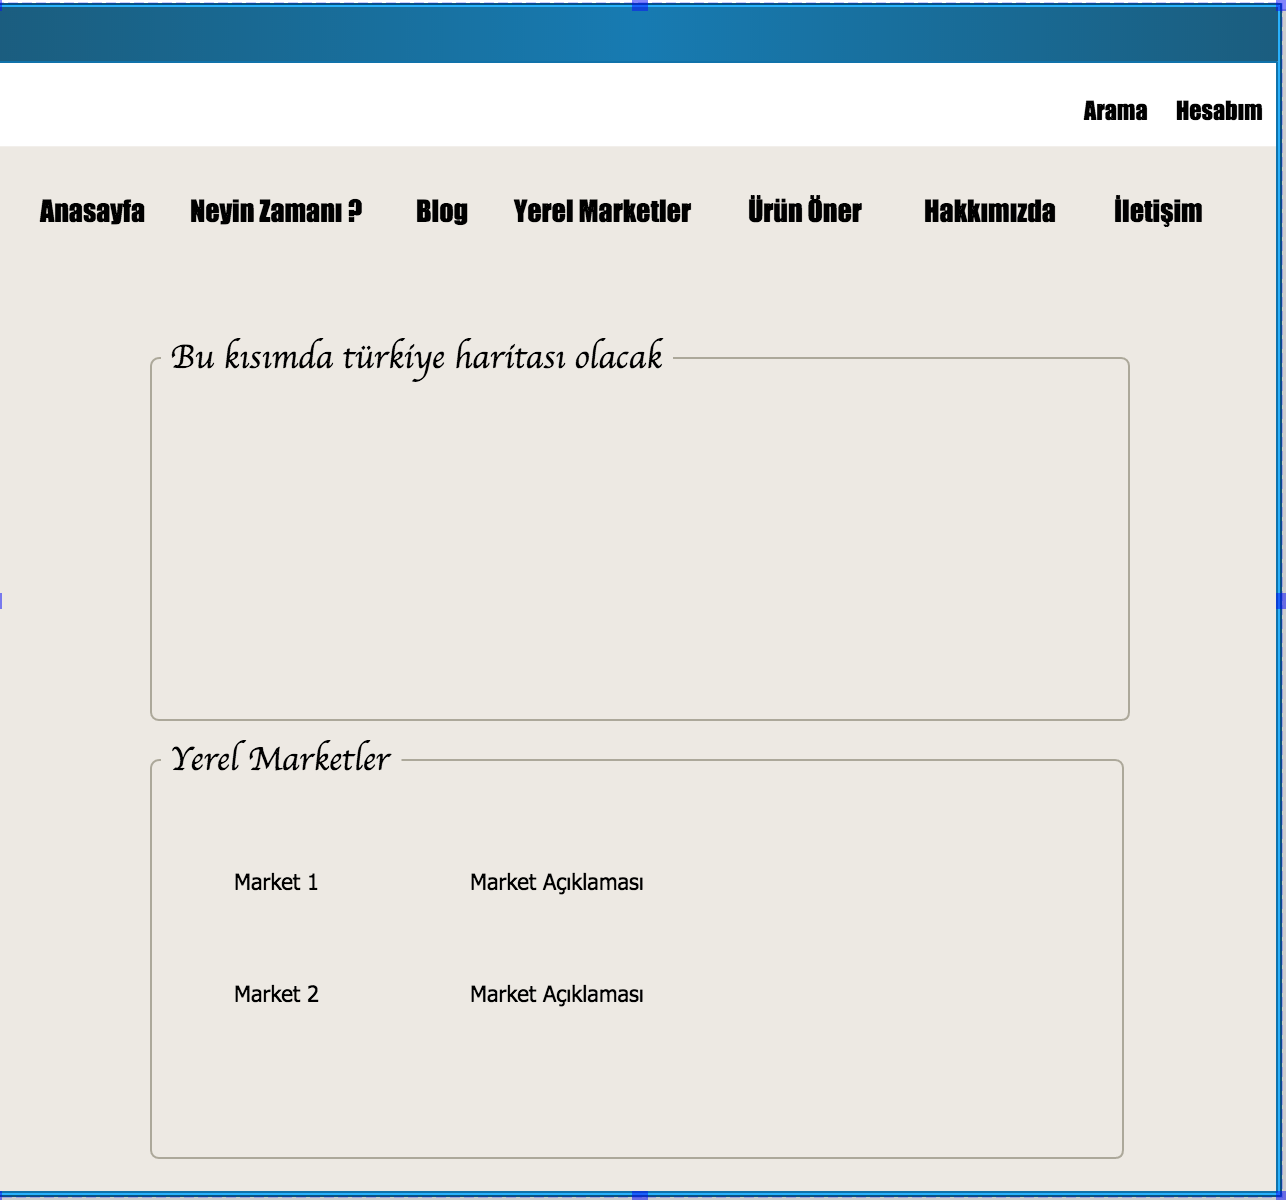 Arama Hesabım
Anasayfa Neyin Zamanı ? Blog Yerel Marketler Ürün Öner Hakkımızda İletişim
Bu kısımda türkiye haritası olacak
Yerel Marketler
Market 1 Market Açıklaması
Market 2 Market Açıklaması